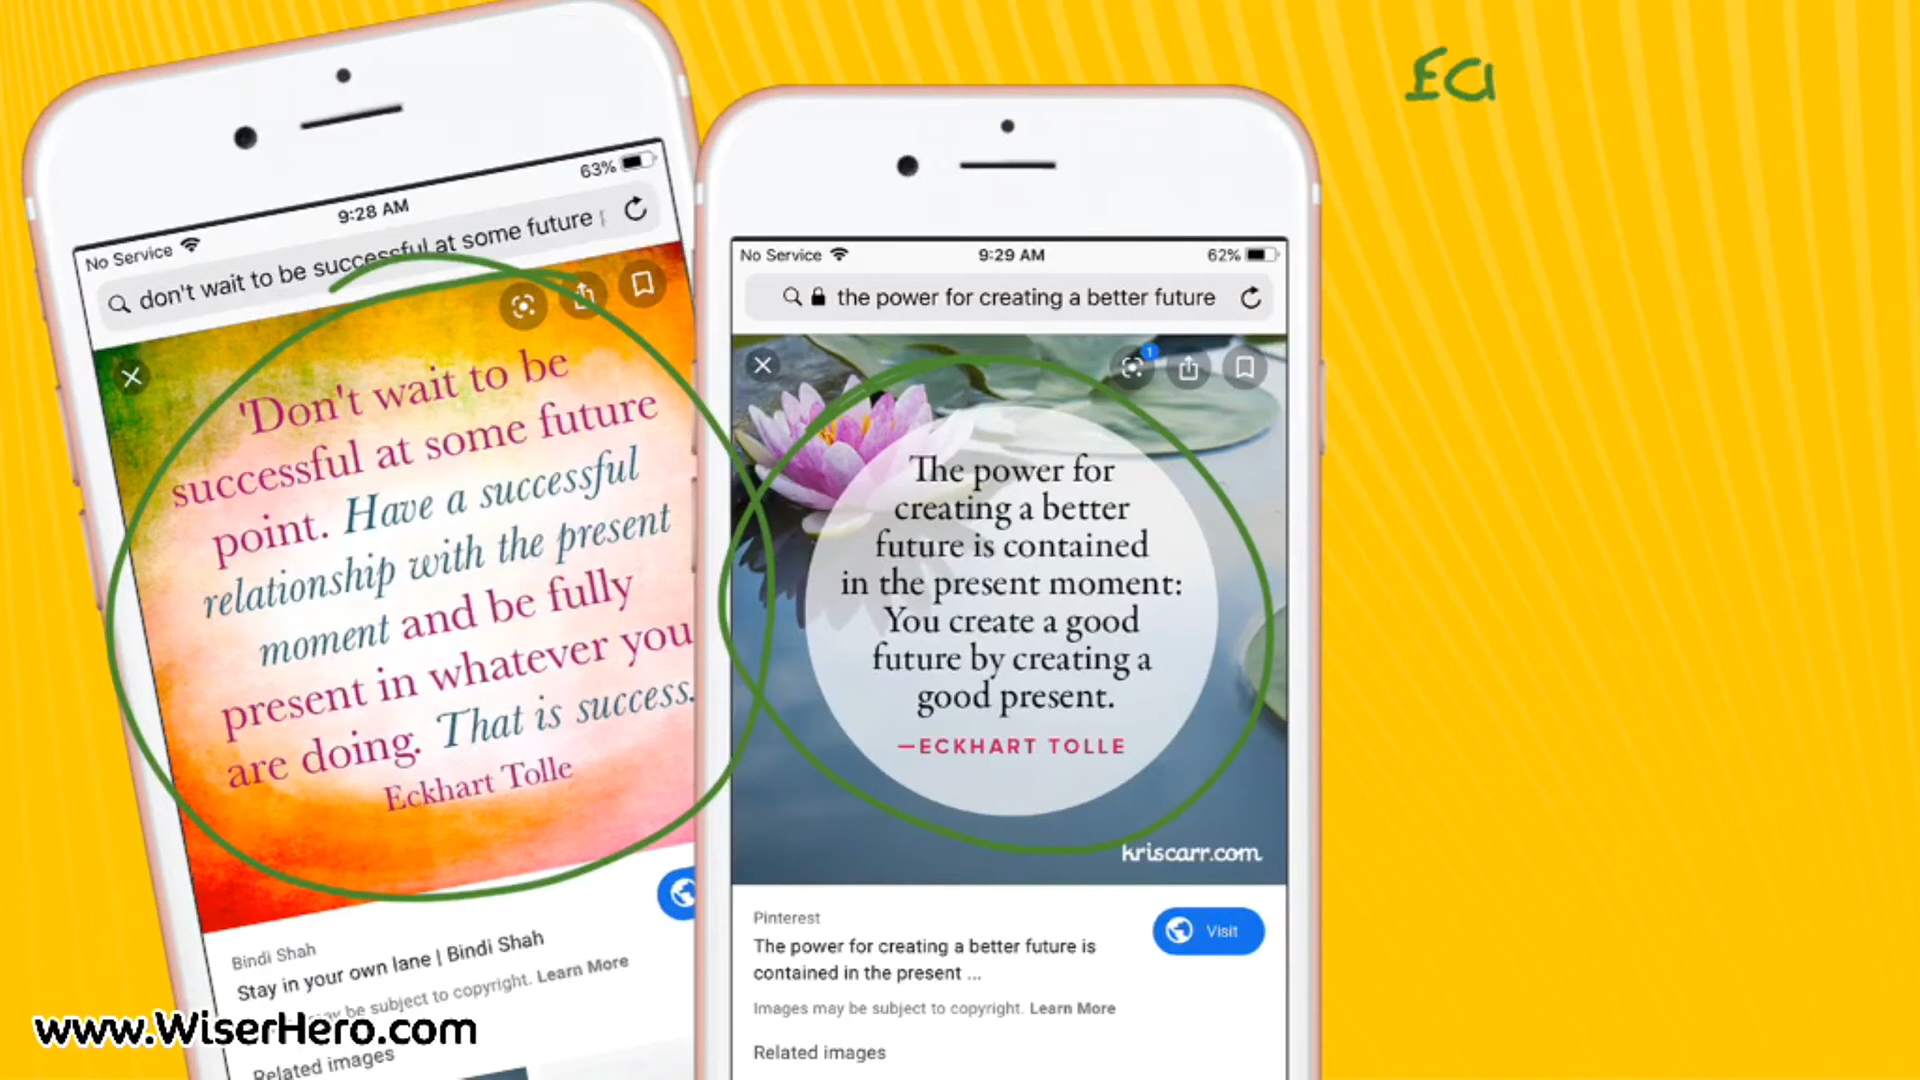 No Service
9:28 AM
63%
don't wait to be successful at some future
'Don't wait to be
successful at some future
point. Have a successful
relationship with the present
moment and be fully
present in whatever you
are doing. That is success.
Eckhart Tolle
Bindi Shah
Stay in your own lane | Bindi Shah
be subject to copyright. Learn More
Related images
www.WiserHero.com
No Service
9:29 AM
62%
the power for creating a better future
1
The power for
creating a better
future is contained
in the present moment:
You create a good
future by creating a
good present.
—ECKHART TOLLE
kriscarr.com
Pinterest
Visit
The power for creating a better future is
contained in the present ...
Images may be subject to copyright. Learn More
Related images